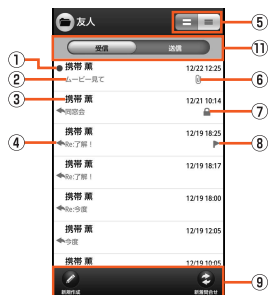 友人
⑤
受信 送信
⑪
①
携帯 薫 12/22 12:25
②
ムービー見て
⑥
③
携帯 薫 12/21 10:14
同窓会
⑦
携帯 薫 12/19 18:25
④
Re:了解！
⑧
携帯 薫 12/19 18:17
Re:了解！
携帯 薫 12/19 18:00
Re:今度
携帯 薫 12/19 12:05
今度
携帯 薫 12/19 10:05
新規作成 新着問合せ
⑨